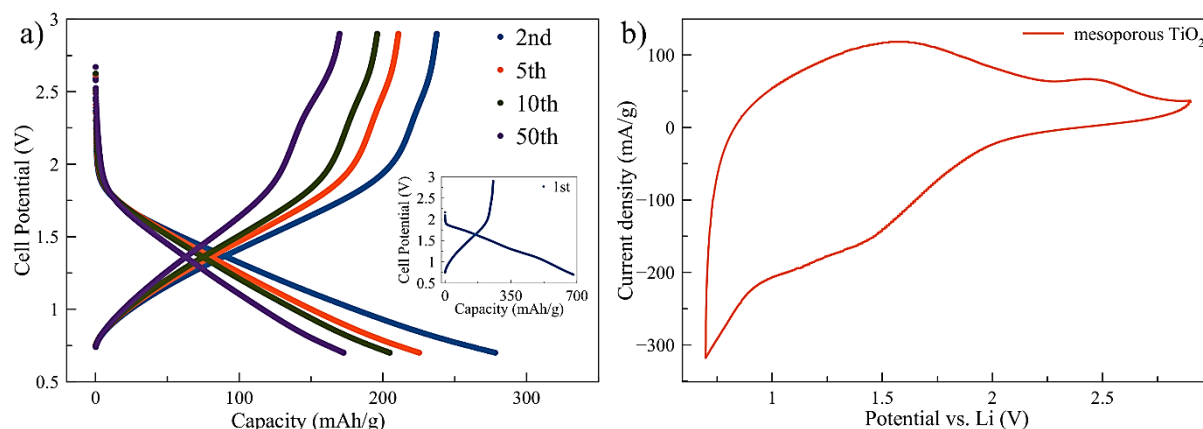 a)
3
2.5
2
1.5
1
0.5
Cell Potential (V)
0
100
200
300
Capacity (mAh/g)
2nd
5th
10th
50th
3
2.5
2
1.5
1
0.5
Cell Potential (V)
1st
0
350
700
Capacity (mAh/g)
b)
mesoporous TiO₂
100
0
−100
−200
−300
Current density (mA/g)
1
1.5
2
2.5
Potential vs. Li (V)